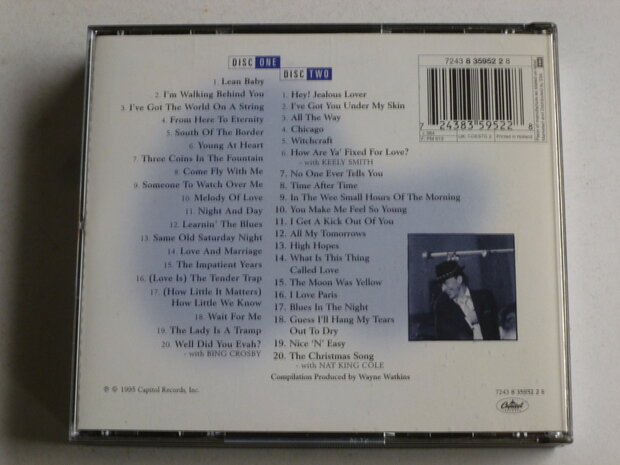 DISC ONE
1. Lean Baby
2. I'm Walking Behind You
3. I've Got The World On A String
4. From Here To Eternity
5. South Of The Border
6. Young At Heart
7. Three Coins In The Fountain
8. Come Fly With Me
9. Someone To Watch Over Me
10. Melody Of Love
11. Night And Day
12. Learnin' The Blues
13. Same Old Saturday Night
14. Love And Marriage
15. The Impatient Years
16. (Love Is) The Tender Trap
17. (How Little It Matters)
How Little We Know
18. Wait For Me
19. The Lady Is A Tramp
20. Well Did You Evah?
- with BING CROSBY
DISC TWO
1. Hey! Jealous Lover
2. I've Got You Under My Skin
3. All The Way
4. Chicago
5. Witchcraft
6. How Are Ya' Fixed For Love?
- with KEELY SMITH
7. No One Ever Tells You
8. Time After Time
9. In The Wee Small Hours Of The Morning
10. You Make Me Feel So Young
11. I Get A Kick Out Of You
12. All My Tomorrows
13. High Hopes
14. What Is This Thing
Called Love
15. The Moon Was Yellow
16. I Love Paris
17. Blues In The Night
18. Guess I'll Hang My Tears
Out To Dry
19. Nice 'N' Easy
20. The Christmas Song
- with NAT KING COLE
Compilation Produced by Wayne Watkins
℗ © 1995 Capitol Records, Inc.
7243 8 35952 2 8
7 24383 59522 8
Printed in Holland
7243 8 35952 2 8
Capitol